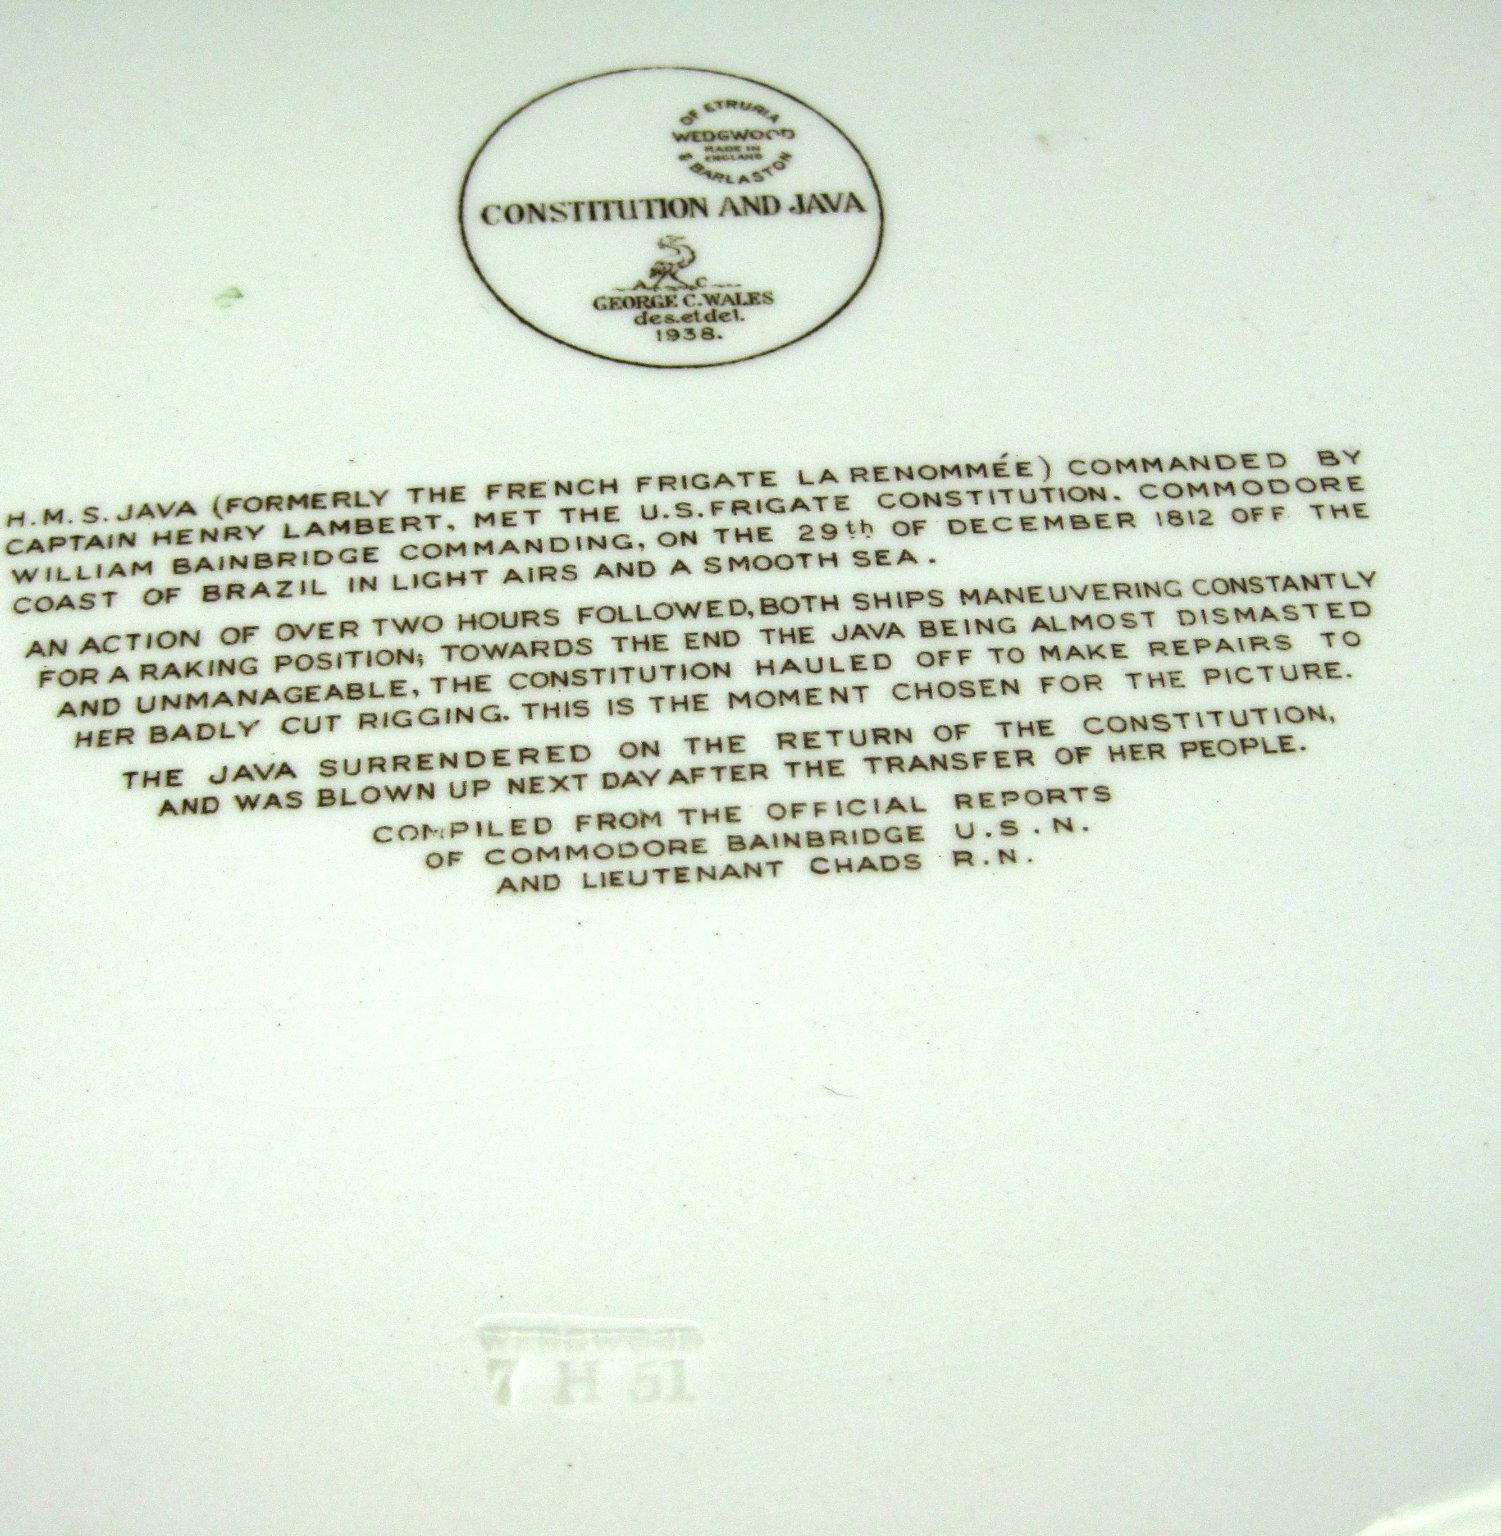 OF ETRURIA
WEDGWOOD
MADE IN
ENGLAND
& BARLASTON
CONSTITUTION AND JAVA
A C
GEORGE C. WALES
des. et del.
1938.
H.M.S. JAVA (FORMERLY THE FRENCH FRIGATE LA RENOMMÉE) COMMANDED BY
CAPTAIN HENRY LAMBERT, MET THE U.S. FRIGATE CONSTITUTION, COMMODORE
WILLIAM BAINBRIDGE COMMANDING, ON THE 29th OF DECEMBER 1812 OFF THE
COAST OF BRAZIL IN LIGHT AIRS AND A SMOOTH SEA.
AN ACTION OF OVER TWO HOURS FOLLOWED, BOTH SHIPS MANEUVERING CONSTANTLY
FOR A RAKING POSITION; TOWARDS THE END THE JAVA BEING ALMOST DISMASTED
AND UNMANAGEABLE, THE CONSTITUTION HAULED OFF TO MAKE REPAIRS TO
HER BADLY CUT RIGGING. THIS IS THE MOMENT CHOSEN FOR THE PICTURE.
THE JAVA SURRENDERED ON THE RETURN OF THE CONSTITUTION,
AND WAS BLOWN UP NEXT DAY AFTER THE TRANSFER OF HER PEOPLE.
COMPILED FROM THE OFFICIAL REPORTS
OF COMMODORE BAINBRIDGE U.S.N.
AND LIEUTENANT CHADS R.N.
WEDGWOOD
7 H 51